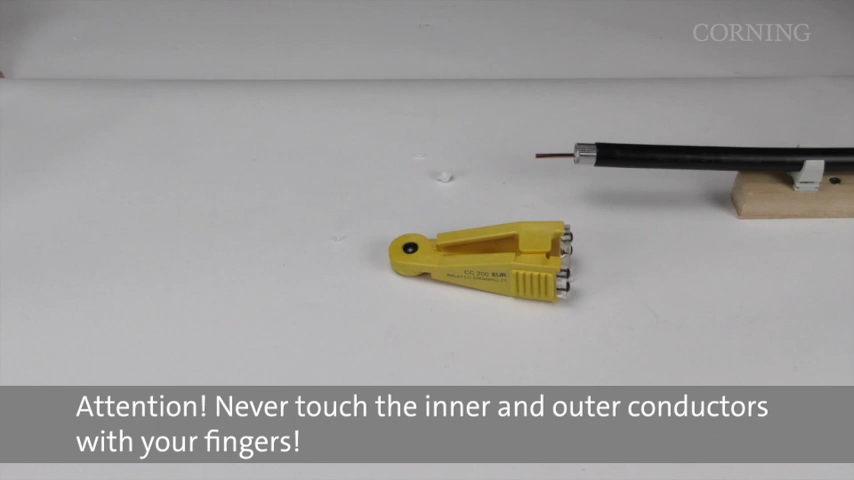 CORNING
CC 200 EUR
Attention! Never touch the inner and outer conductors
with your fingers!